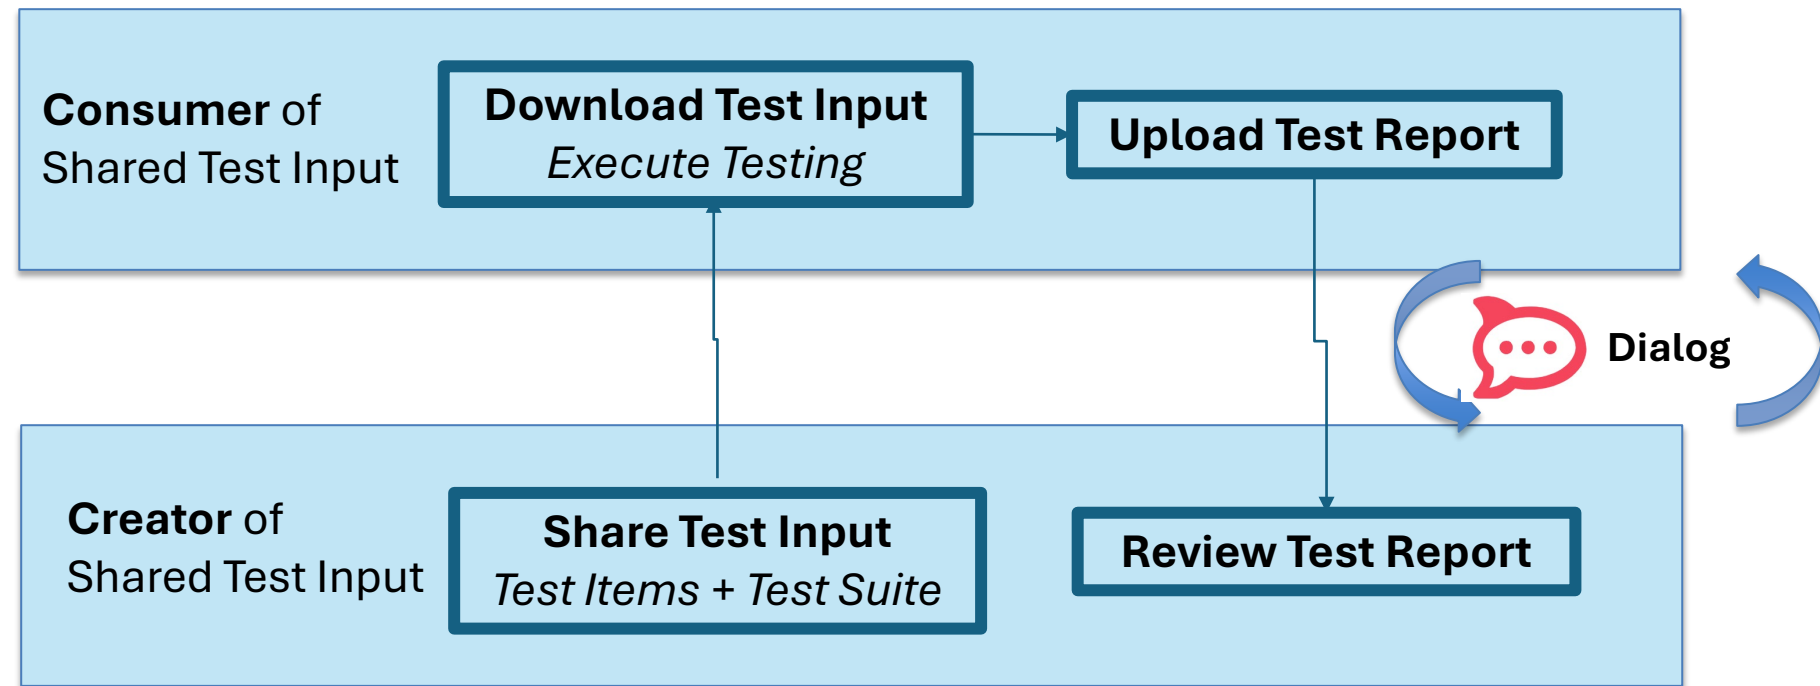 Consumer of
Shared Test Input
Download Test Input
Execute Testing
Upload Test Report
Dialog
Creator of
Shared Test Input
Share Test Input
Test Items + Test Suite
Review Test Report